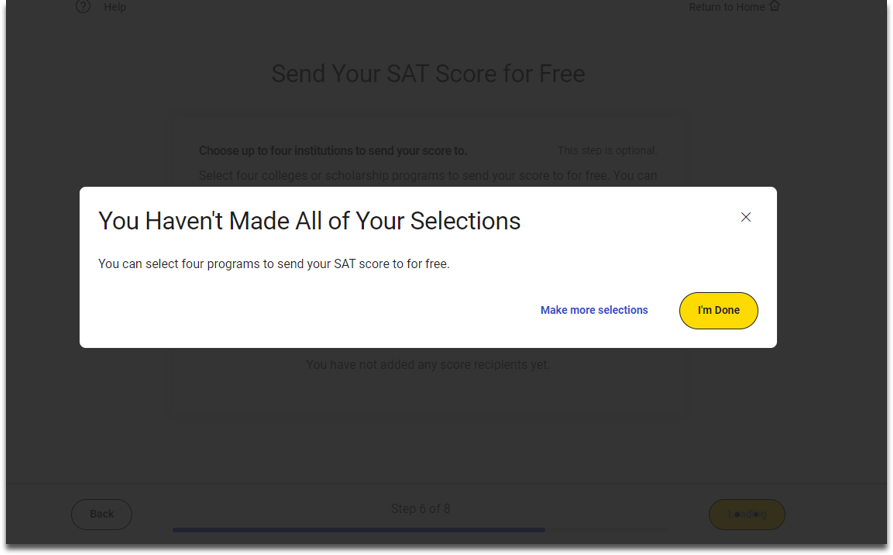 Help
Return to Home
Send Your SAT Score for Free
Choose up to four institutions to send your score to.
This step is optional
Select four colleges or scholarship programs to send your score to for free. You can
You Haven't Made All of Your Selections
You can select four programs to send your SAT score to for free.
Make more selections
I'm Done
You have not added any score recipients yet.
Back
Step 6 of 8